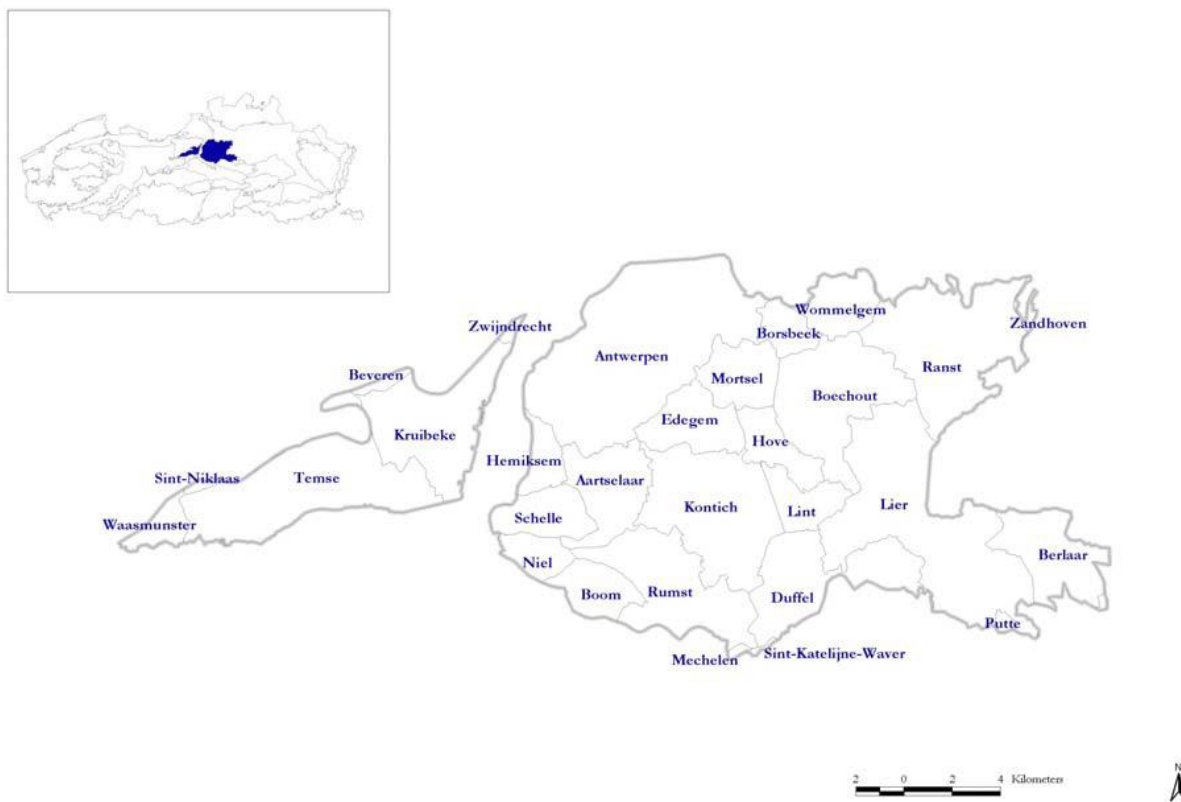 Wommelgem
Zwijndrecht
Zandhoven
Borsbeek
Antwerpen
Ranst
Beveren
Mortsel
Boechout
Edegem
Kruibeke
Hove
Hemiksem
Sint-Niklaas
Temse
Aartselaar
Kontich
Lint
Lier
Schelle
Waasmunster
Berlaar
Niel
Boom
Rumst
Duffel
Putte
Mechelen
Sint-Katelijne-Waver
2 0 2 4 Kilometers
N